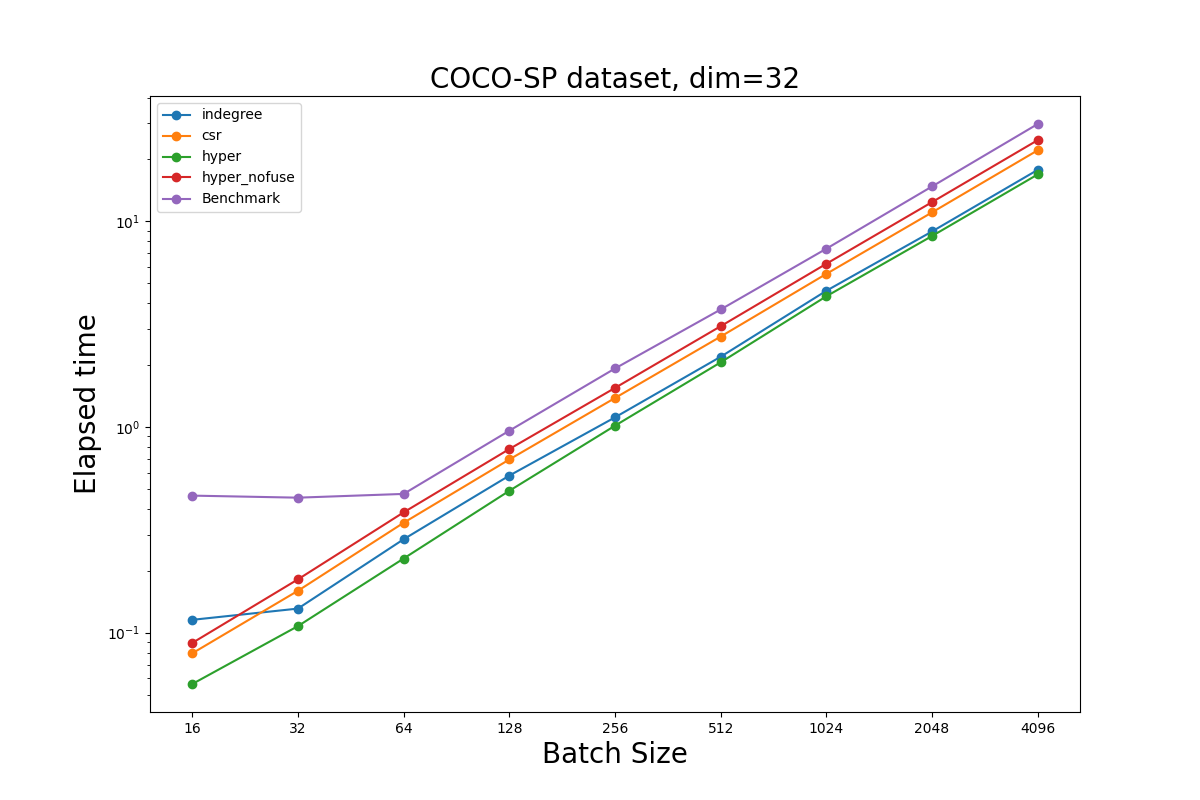 COCO-SP dataset, dim=32
indegree
csr
hyper
hyper_nofuse
Benchmark
10¹
10⁰
10⁻¹
Elapsed time
16 32 64 128 256 512 1024 2048 4096
Batch Size